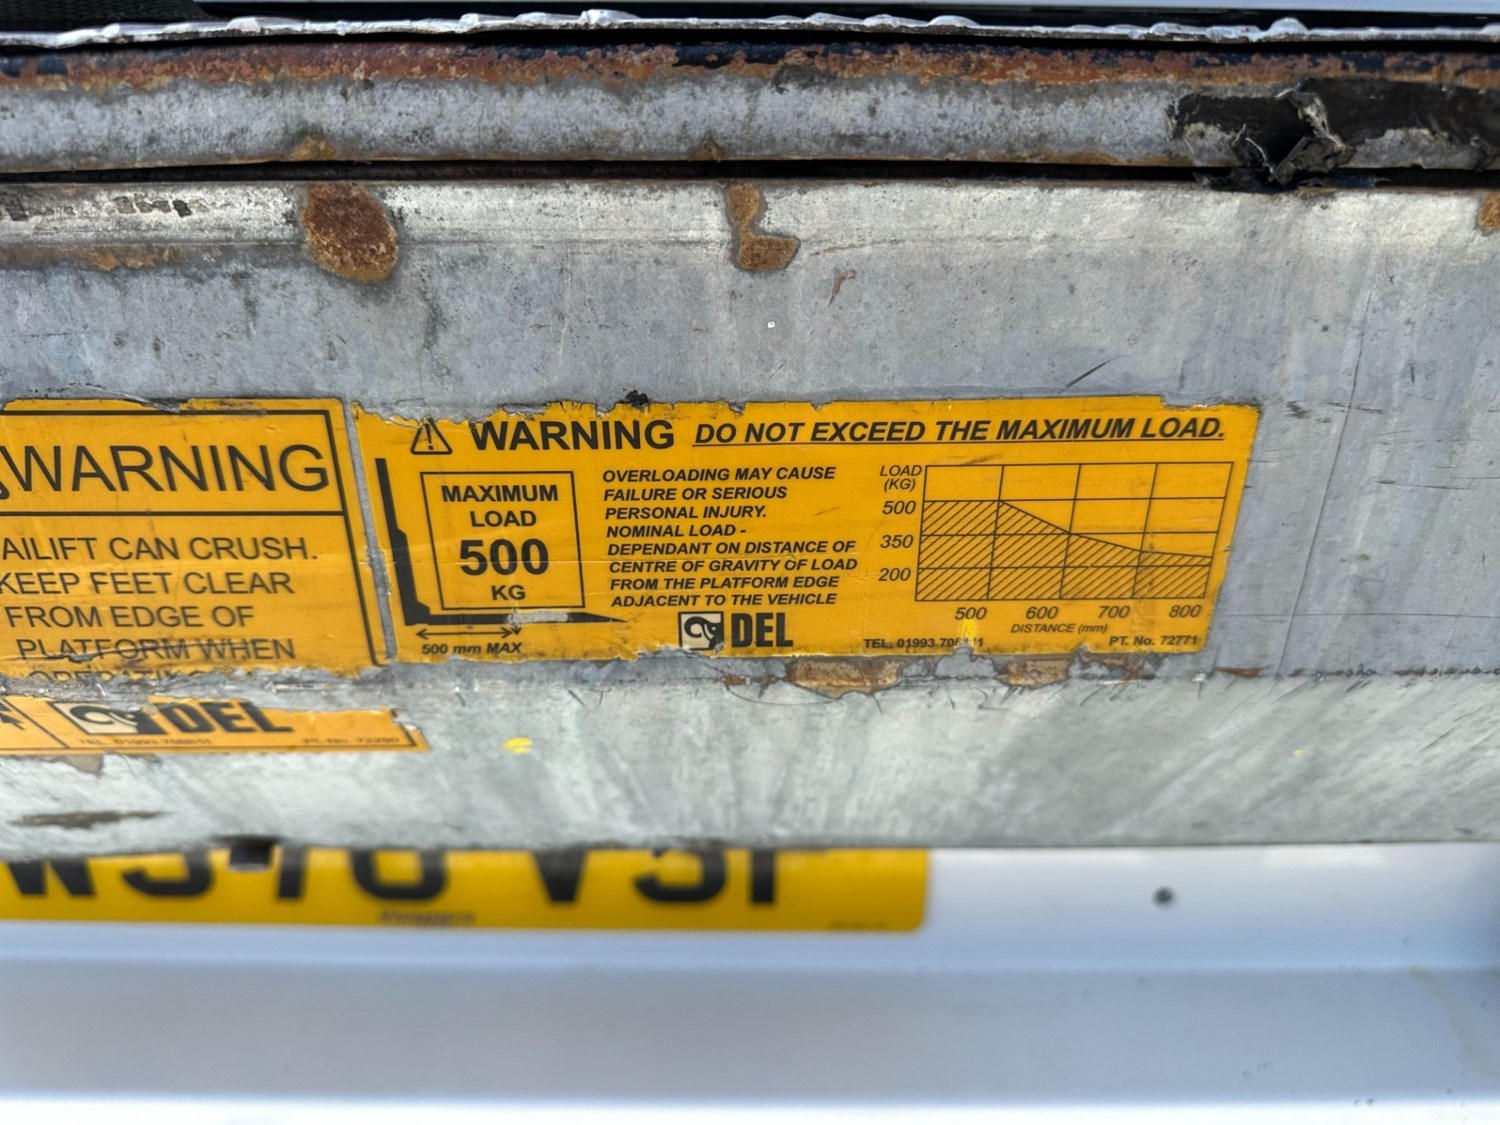 WARNING
AILIFT CAN CRUSH.
KEEP FEET CLEAR
FROM EDGE OF
PLATFORM WHEN
DEL
WARNING DO NOT EXCEED THE MAXIMUM LOAD.
MAXIMUM
LOAD
500
KG
500 mm MAX
OVERLOADING MAY CAUSE
FAILURE OR SERIOUS
PERSONAL INJURY.
NOMINAL LOAD -
DEPENDANT ON DISTANCE OF
CENTRE OF GRAVITY OF LOAD
FROM THE PLATFORM EDGE
ADJACENT TO THE VEHICLE
DEL
LOAD
(KG)
500
350
200
500 600 700 800
DISTANCE (mm)
TEL. 01993 708
PT. No. 72771